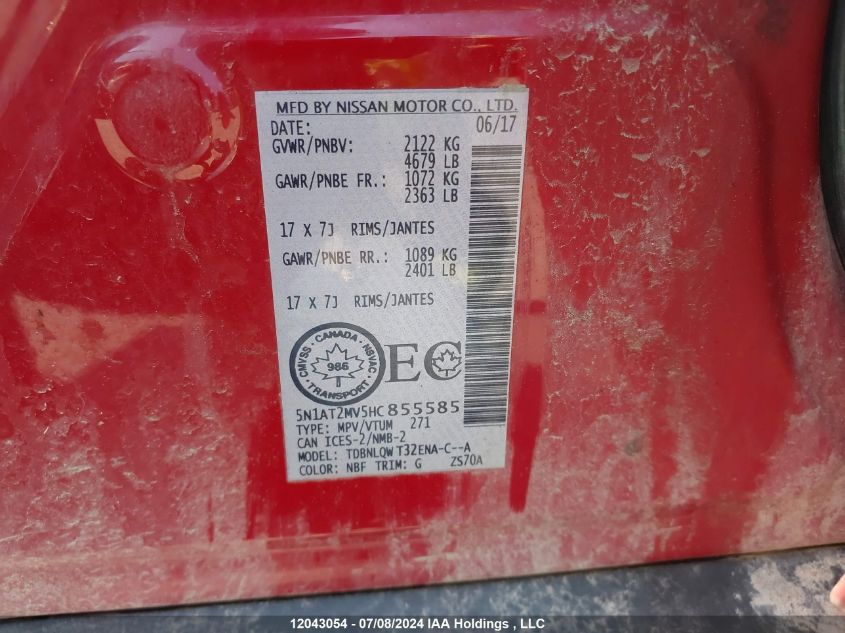 MFD BY NISSAN MOTOR CO., LTD.
DATE: 06/17
GVWR/PNBV: 2122 KG
4679 LB
GAWR/PNBE FR.: 1072 KG
2363 LB
17 X 7J RIMS/JANTES
GAWR/PNBE RR.: 1089 KG
2401 LB
17 X 7J RIMS/JANTES
CMVSS · CANADA · NSVAC · TRANSPORT ·
986
EC
5N1AT2MV5HC855585
TYPE: MPV/VTUM 271
CAN ICES-2/NMB-2
MODEL: TDBNLQWT32ENA-C--A
COLOR: NBF TRIM: G ZS70A
12043054 - 07/08/2024 IAA Holdings , LLC